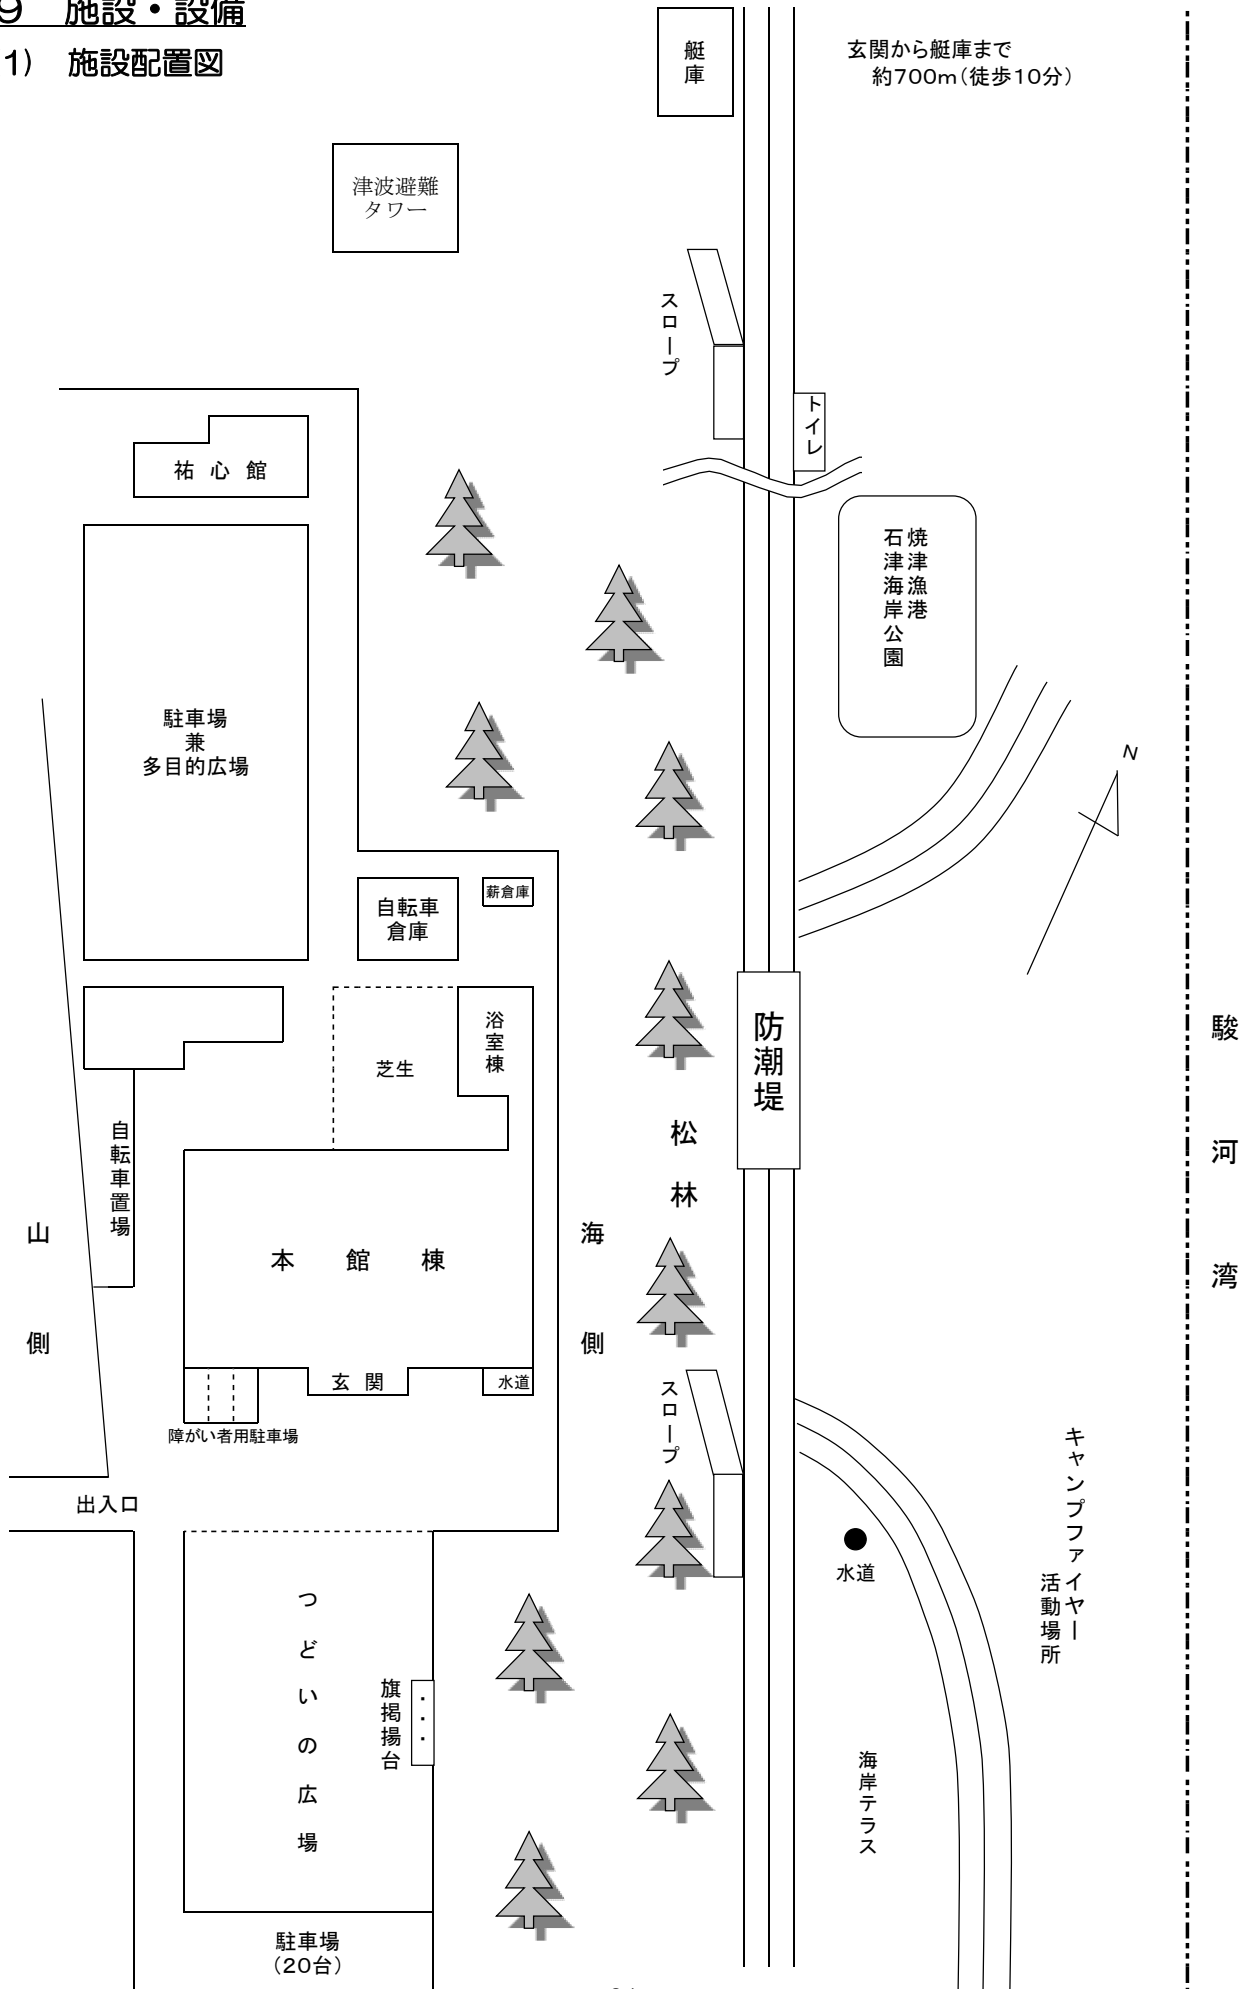 9　施設・設備
1)　施設配置図
艇庫
玄関から艇庫まで
約700m（徒歩10分）
津波避難
タワー
スロープ
トイレ
祐心館
焼津漁港
石津海岸公園
駐車場
兼
多目的広場
N
自転車
倉庫
薪倉庫
浴室棟
芝生
防潮堤
駿河湾
自転車置場
松林
山側
本館棟
海側
玄関
水道
障がい者用駐車場
スロープ
出入口
キャンプファイヤー
活動場所
水道
つどいの広場
旗掲揚台
海岸テラス
駐車場
（20台）